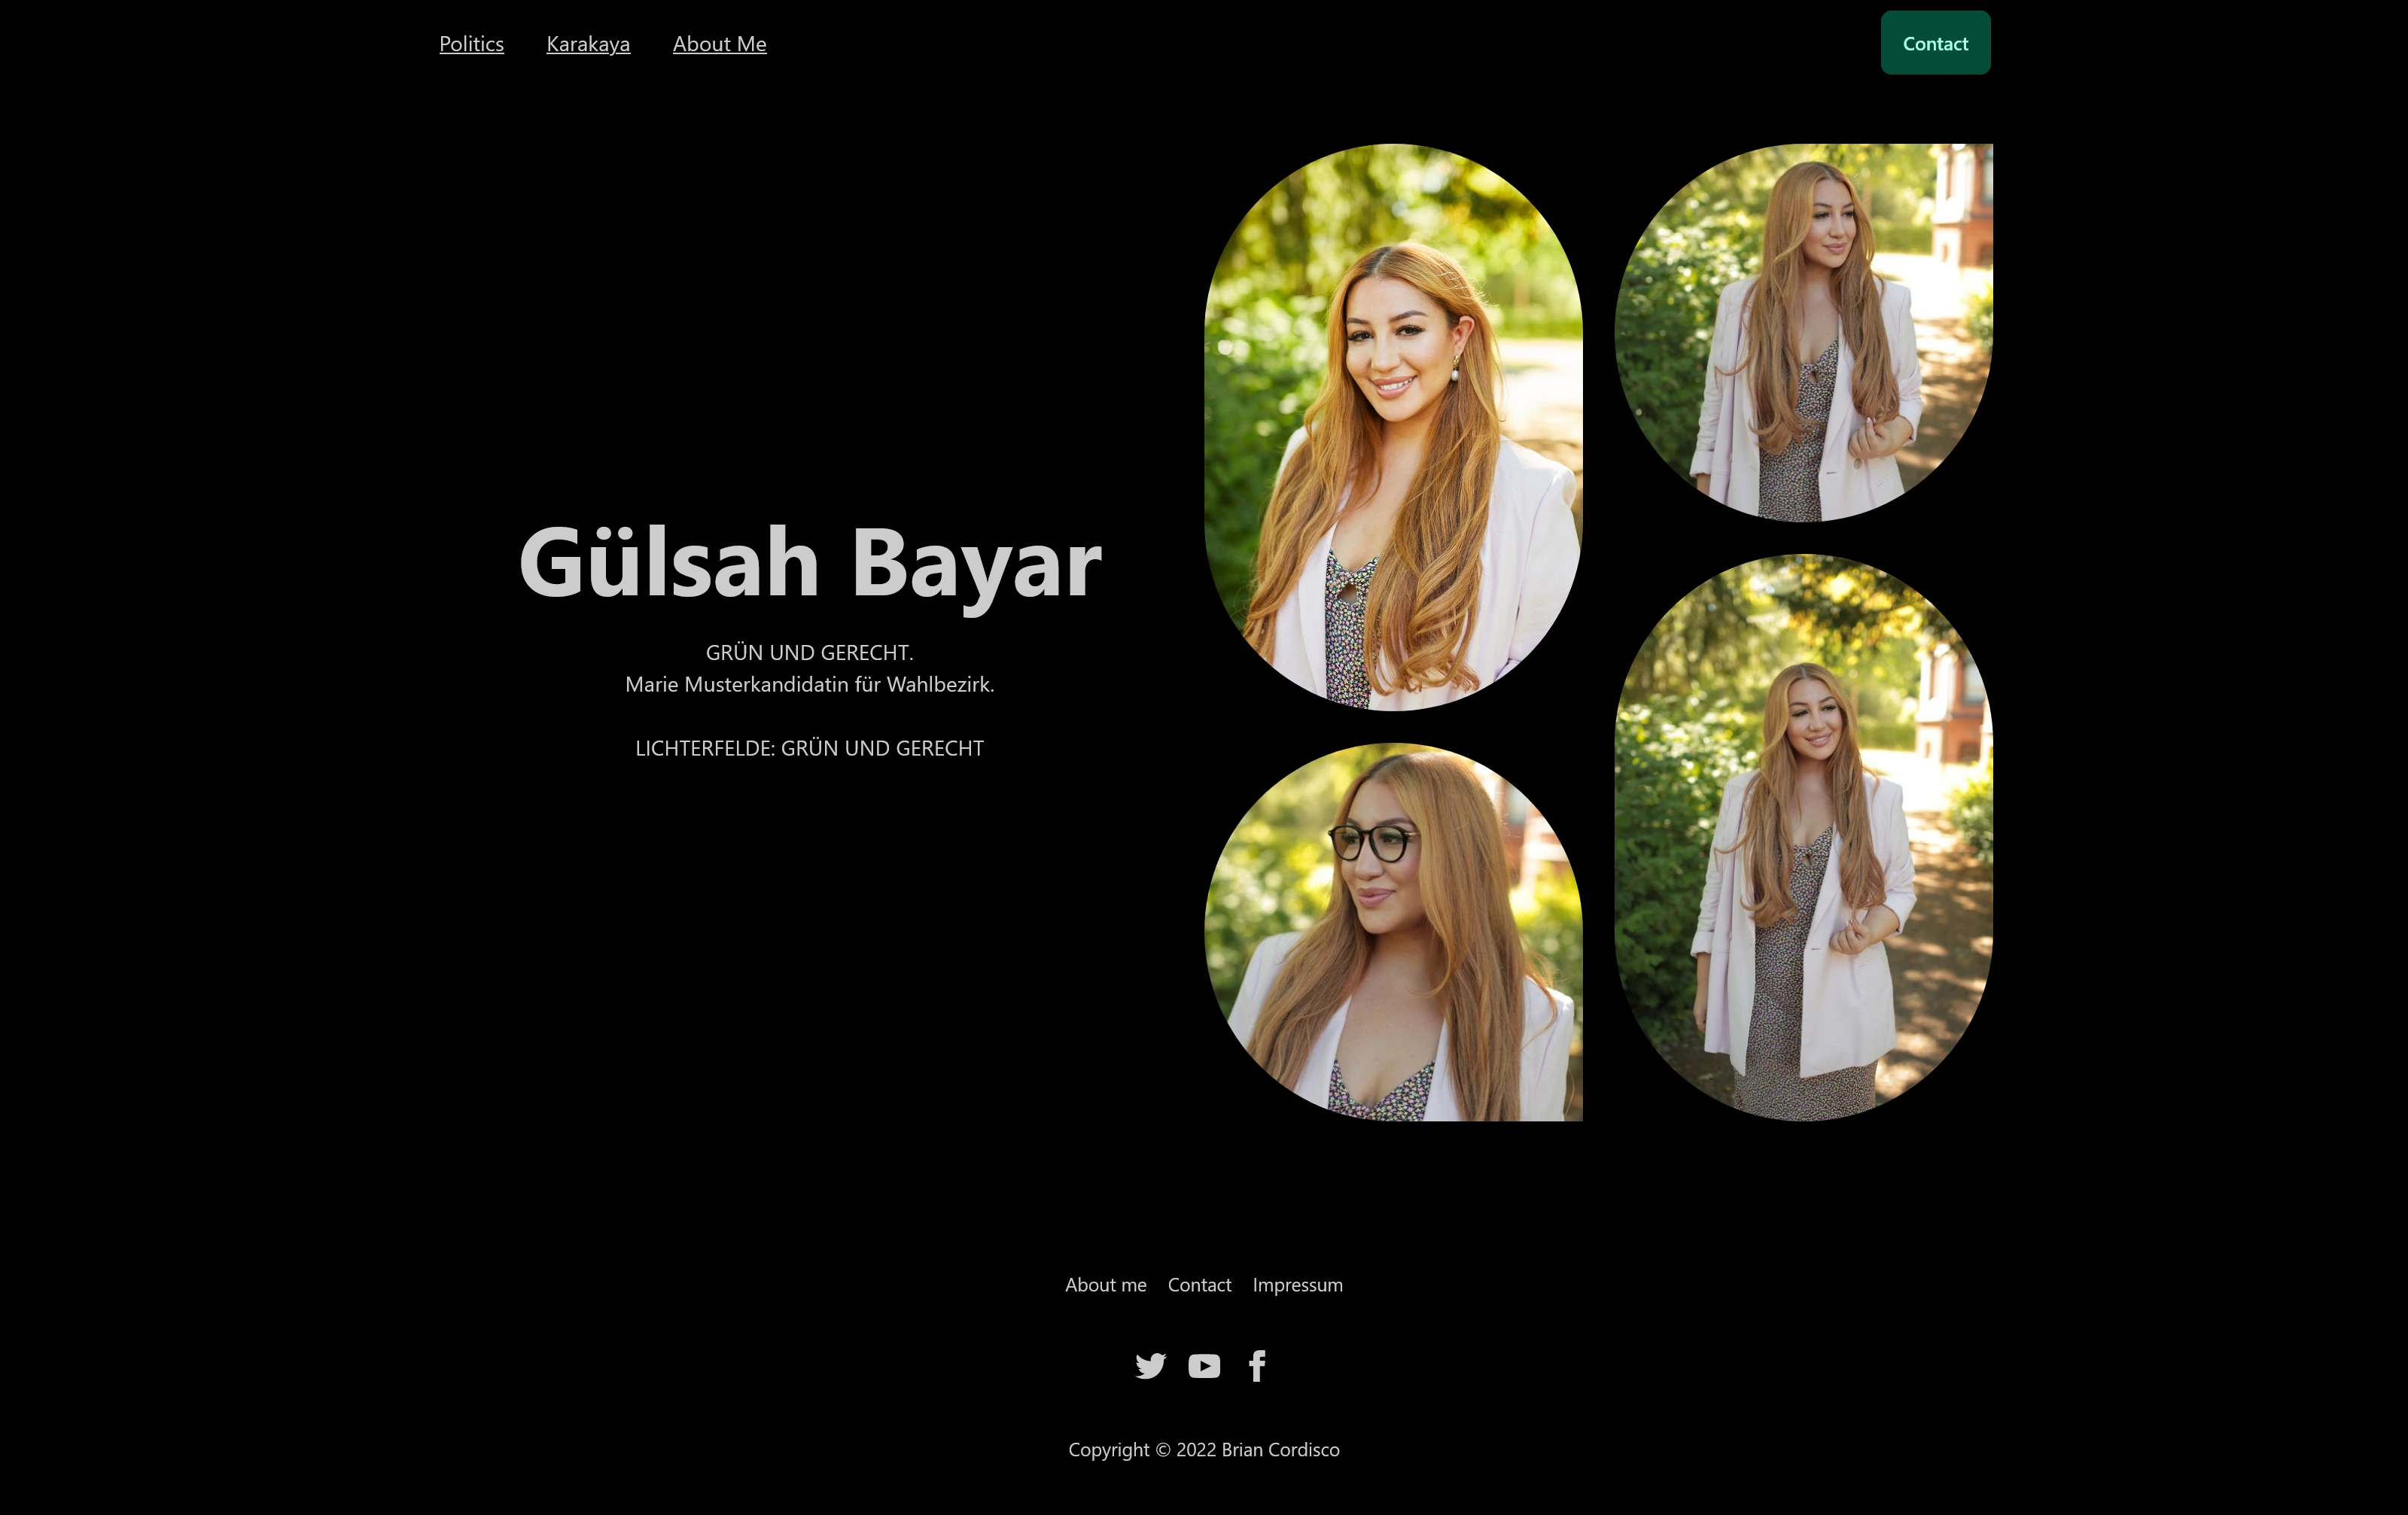 Politics
Karakaya
About Me
Contact
Gülsah Bayar
GRÜN UND GERECHT.
Marie Musterkandidatin für Wahlbezirk.
LICHTERFELDE: GRÜN UND GERECHT
About me
Contact
Impressum
Copyright © 2022 Brian Cordisco